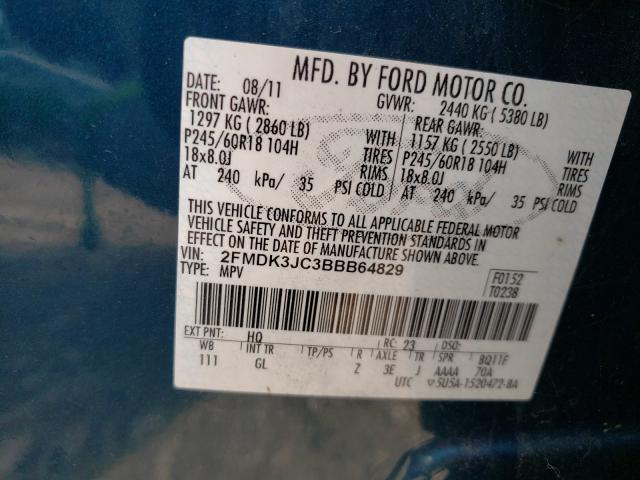 MFD. BY FORD MOTOR CO.
DATE: 08/11 GVWR: 2440 KG ( 5380 LB)
FRONT GAWR: REAR GAWR:
1297 KG ( 2860 LB) WITH 1157 KG ( 2550 LB) WITH
P245/60R18 104H TIRES P245/60R18 104H TIRES
18x8.0J RIMS 18x8.0J RIMS
AT 240 kPa/ 35 PSI COLD AT 240 kPa/ 35 PSI COLD
THIS VEHICLE CONFORMS TO ALL APPLICABLE FEDERAL MOTOR
VEHICLE SAFETY AND THEFT PREVENTION STANDARDS IN
EFFECT ON THE DATE OF MANUFACTURE SHOWN ABOVE.
VIN: 2FMDK3JC3BBB64829 F0152
TYPE: MPV T0238
EXT PNT: HQ RC: 23 DSO:
WB INT TR TP/PS R AXLE TR SPR BQ11F
111 GL Z 3E J AAAA 70A
UTC 5U5A-1520472-BA
Ford